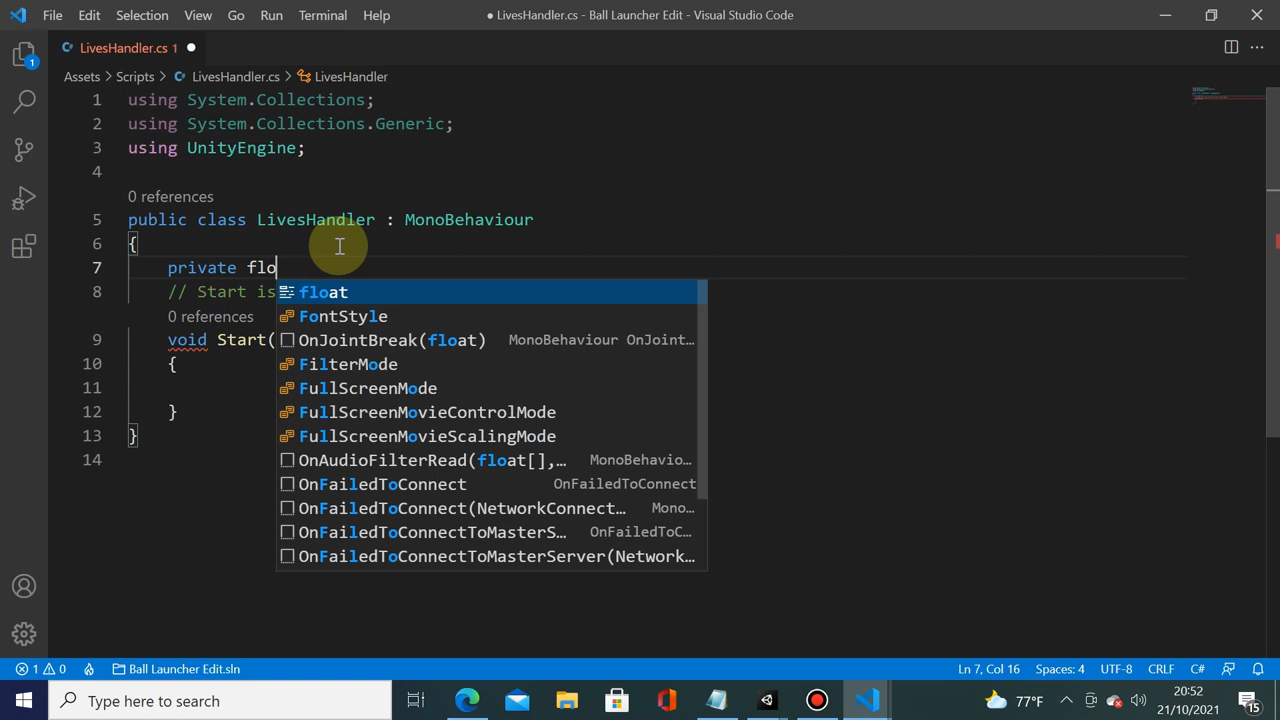 File Edit Selection View Go Run Terminal Help
● LivesHandler.cs - Ball Launcher Edit - Visual Studio Code
LivesHandler.cs 1 ●
1
Assets > Scripts > LivesHandler.cs > LivesHandler
1 using System.Collections;
2 using System.Collections.Generic;
3 using UnityEngine;
4
0 references
5 public class LivesHandler : MonoBehaviour
6 {
7 private flo
8 // Start is
0 references
9 void Start(
10 {
11
12 }
13 }
14
float
FontStyle
OnJointBreak(float) MonoBehaviour OnJoint…
FilterMode
FullScreenMode
FullScreenMovieControlMode
FullScreenMovieScalingMode
OnAudioFilterRead(float[],… MonoBehavio…
OnFailedToConnect OnFailedToConnect
OnFailedToConnect(NetworkConnect… Mono…
OnFailedToConnectToMasterS… OnFailedToC…
OnFailedToConnectToMasterServer(Network…
1 0 Ball Launcher Edit.sln
Ln 7, Col 16 Spaces: 4 UTF-8 CRLF C#
Type here to search
77°F
20:52
21/10/2021
15